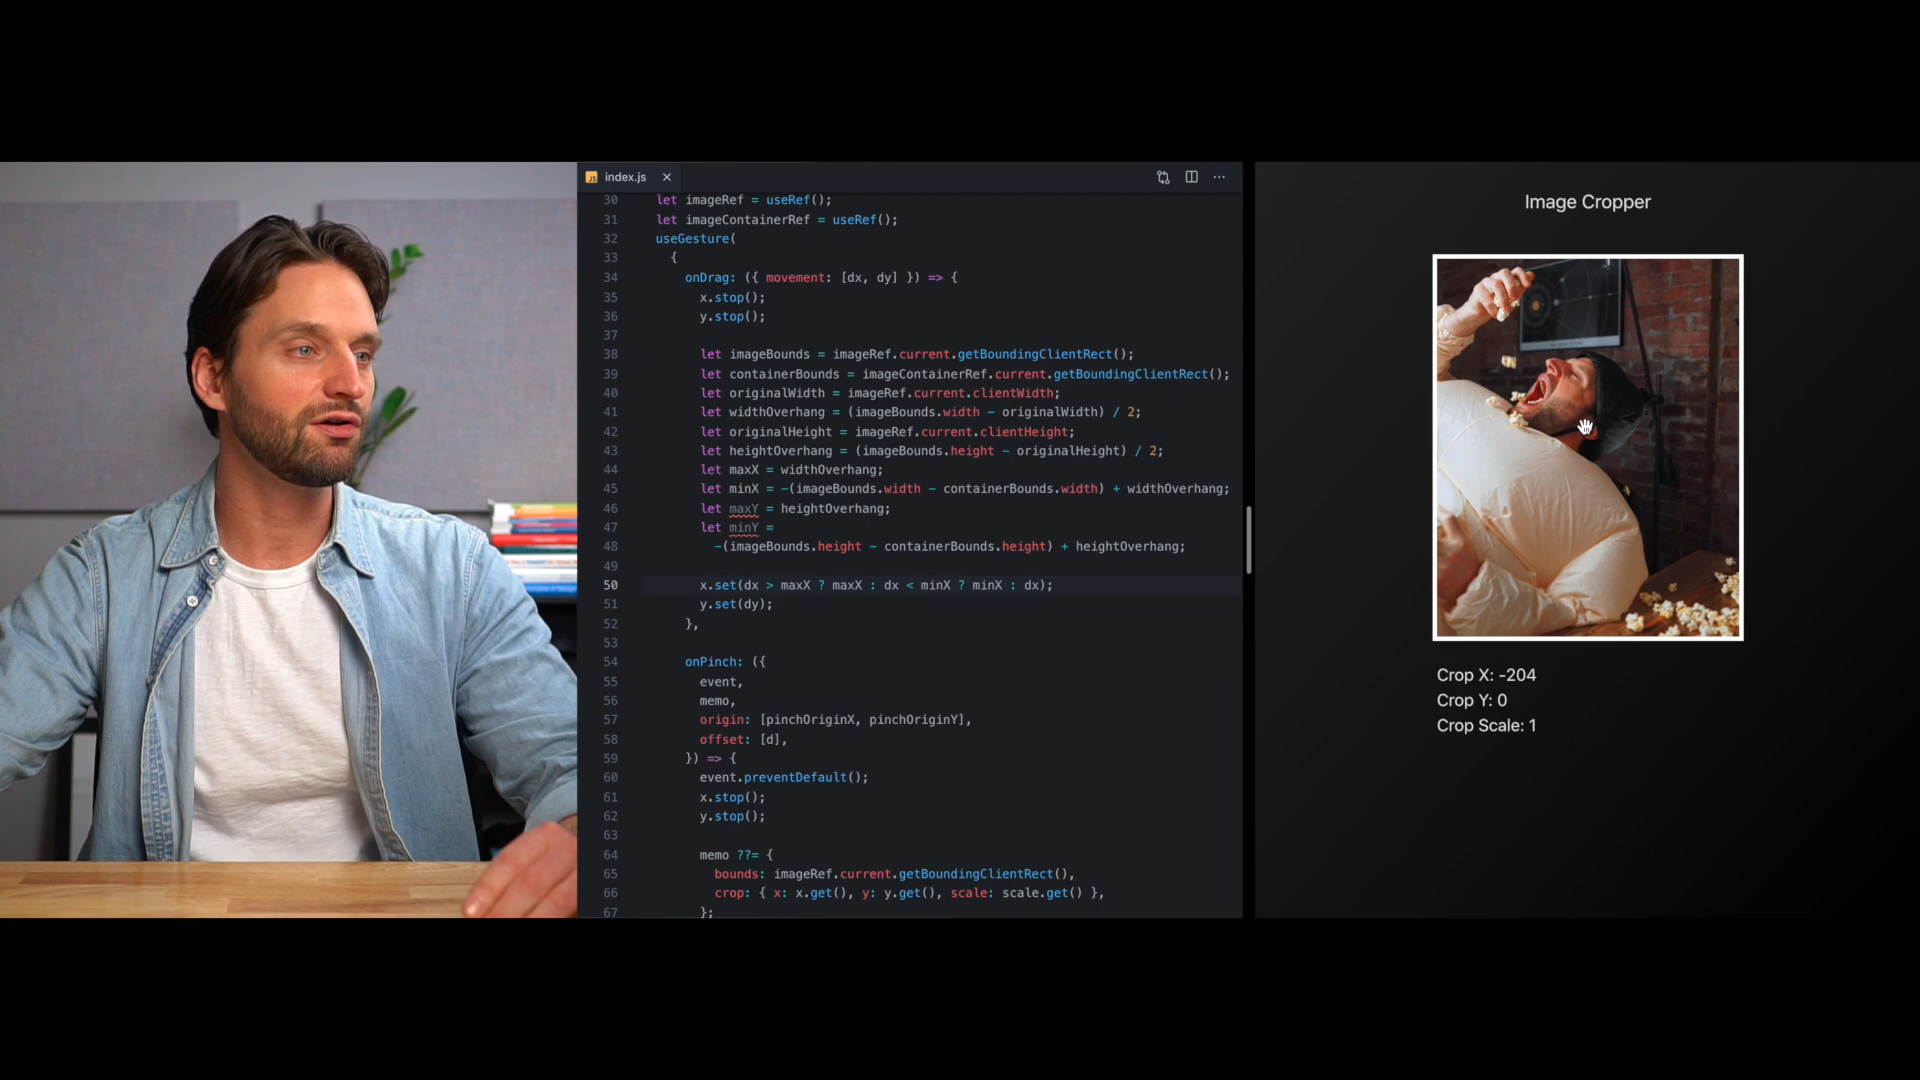 index.js
30 let imageRef = useRef();
31 let imageContainerRef = useRef();
32 useGesture(
33 {
34 onDrag: ({ movement: [dx, dy] }) => {
35 x.stop();
36 y.stop();
37
38 let imageBounds = imageRef.current.getBoundingClientRect();
39 let containerBounds = imageContainerRef.current.getBoundingClientRect();
40 let originalWidth = imageRef.current.clientWidth;
41 let widthOverhang = (imageBounds.width - originalWidth) / 2;
42 let originalHeight = imageRef.current.clientHeight;
43 let heightOverhang = (imageBounds.height - originalHeight) / 2;
44 let maxX = widthOverhang;
45 let minX = -(imageBounds.width - containerBounds.width) + widthOverhang;
46 let maxY = heightOverhang;
47 let minY =
48 -(imageBounds.height - containerBounds.height) + heightOverhang;
49
50 x.set(dx > maxX ? maxX : dx < minX ? minX : dx);
51 y.set(dy);
52 },
53
54 onPinch: ({
55 event,
56 memo,
57 origin: [pinchOriginX, pinchOriginY],
58 offset: [d],
59 }) => {
60 event.preventDefault();
61 x.stop();
62 y.stop();
63
64 memo ??= {
65 bounds: imageRef.current.getBoundingClientRect(),
66 crop: { x: x.get(), y: y.get(), scale: scale.get() },
67 };
Image Cropper
Crop X: -204
Crop Y: 0
Crop Scale: 1